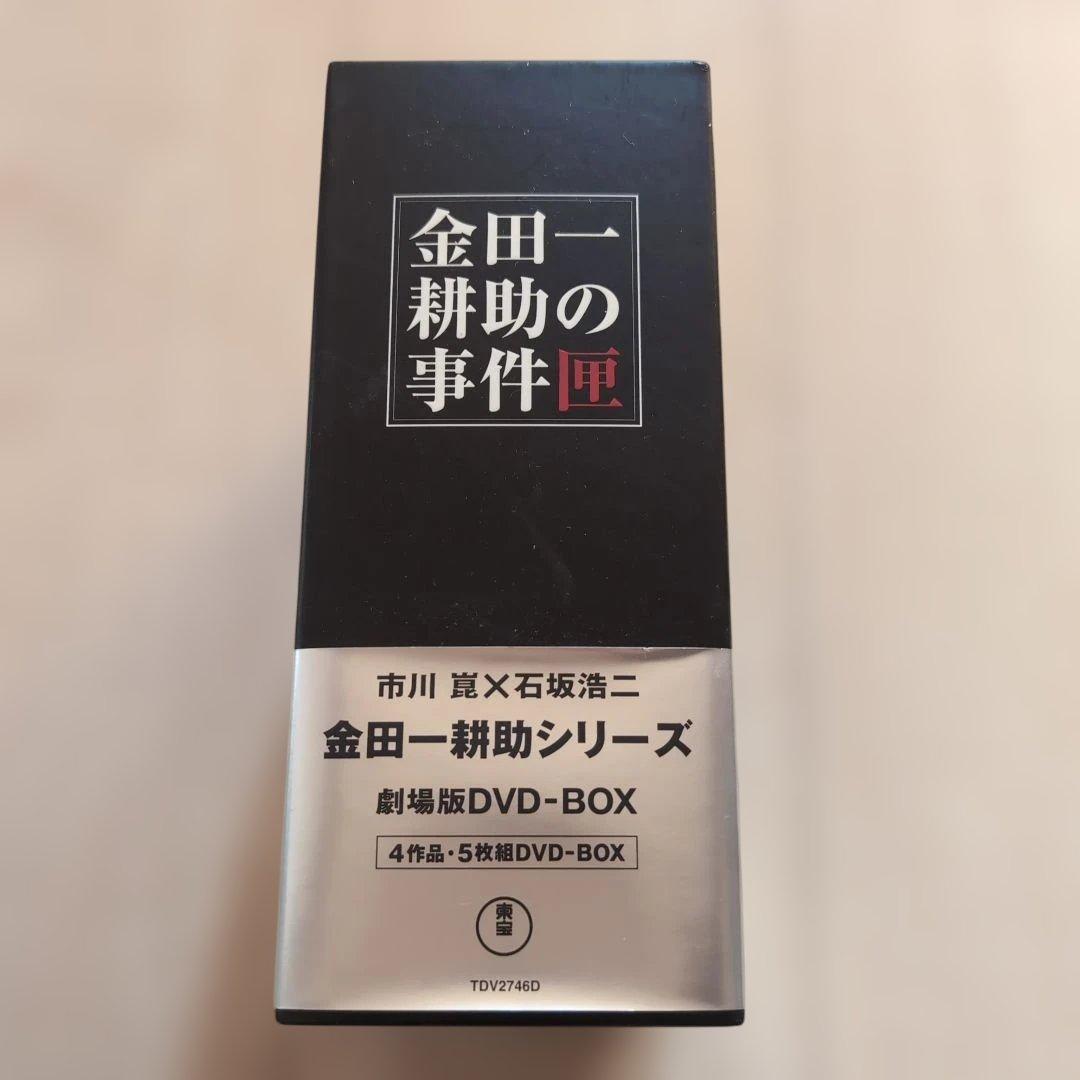 金田一
耕助の
事件匣
市川 崑×石坂浩二
金田一耕助シリーズ
劇場版DVD-BOX
4作品・5枚組DVD-BOX
東宝
TDV2746D